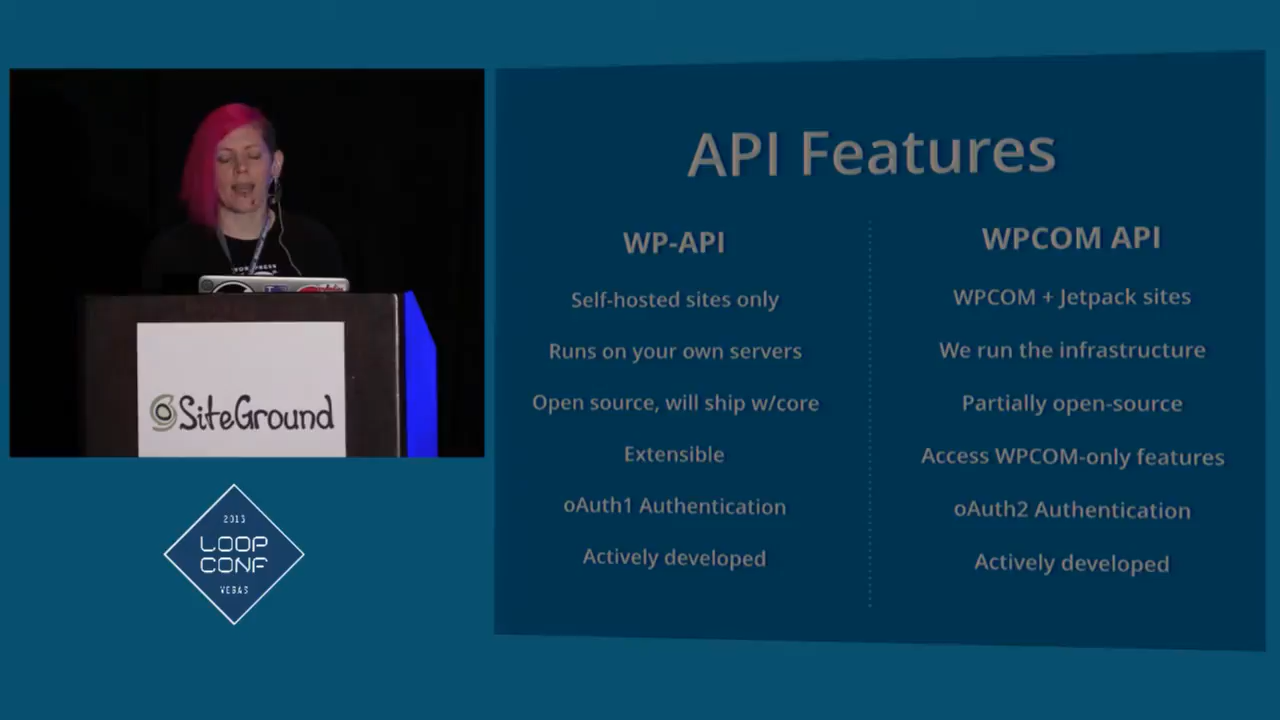 API Features
WP-API
Self-hosted sites only
Runs on your own servers
Open source, will ship w/core
Extensible
oAuth1 Authentication
Actively developed
WPCOM API
WPCOM + Jetpack sites
We run the infrastructure
Partially open-source
Access WPCOM-only features
oAuth2 Authentication
Actively developed
SiteGround
LOOP
CONF
VEGAS